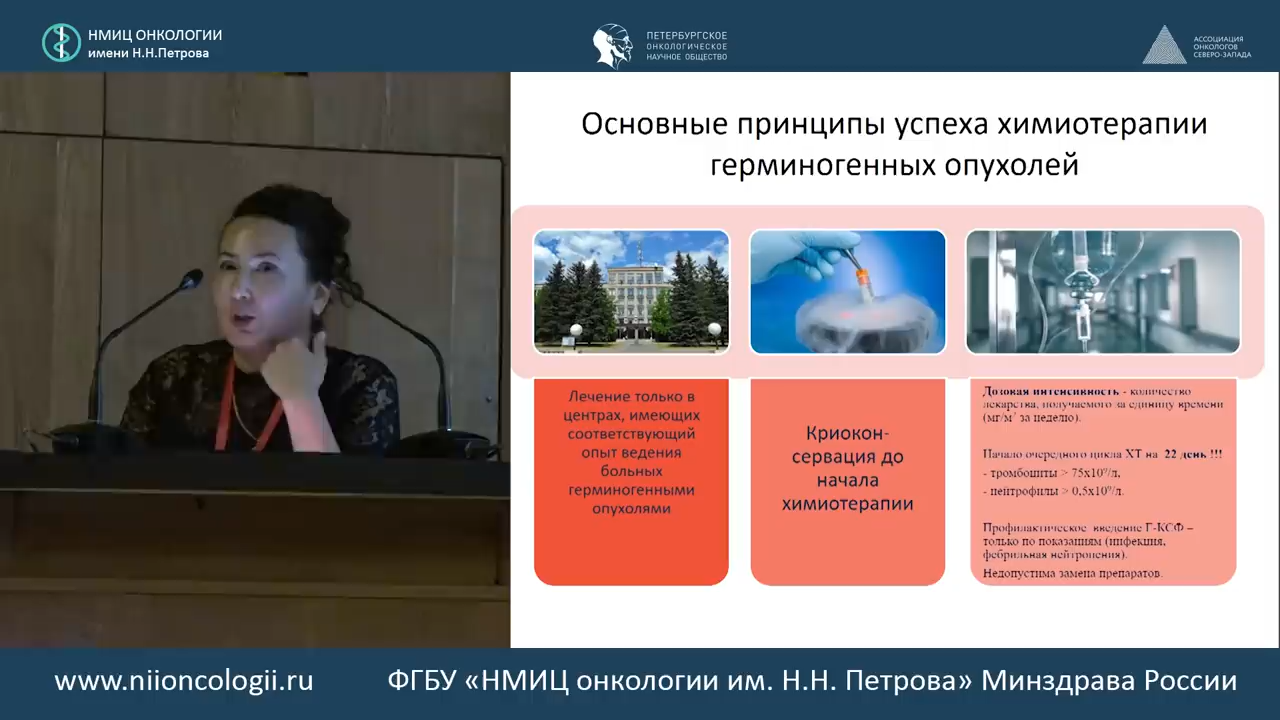 НМИЦ ОНКОЛОГИИ
имени Н.Н.Петрова
ПЕТЕРБУРГСКОЕ
ОНКОЛОГИЧЕСКОЕ
НАУЧНОЕ ОБЩЕСТВО
АССОЦИАЦИЯ
ОНКОЛОГОВ
СЕВЕРО-ЗАПАДА
Основные принципы успеха химиотерапии
герминогенных опухолей
Лечение только в
центрах, имеющих
соответствующий
опыт ведения
больных
герминогенными
опухолями
Криокон-
сервация до
начала
химиотерапии
Дозовая интенсивность - количество
лекарства, получаемого за единицу времени
(мг/м² за неделю).
Начало очередного цикла ХТ на 22 день !!!
- тромбоциты > 75х10⁹/л,
- нейтрофилы > 0,5х10⁹/л.
Профилактическое введение Г-КСФ –
только по показаниям (инфекция,
фебрильная нейтропения).
Недопустима замена препаратов.
www.niioncologii.ru
ФГБУ «НМИЦ онкологии им. Н.Н. Петрова» Минздрава России